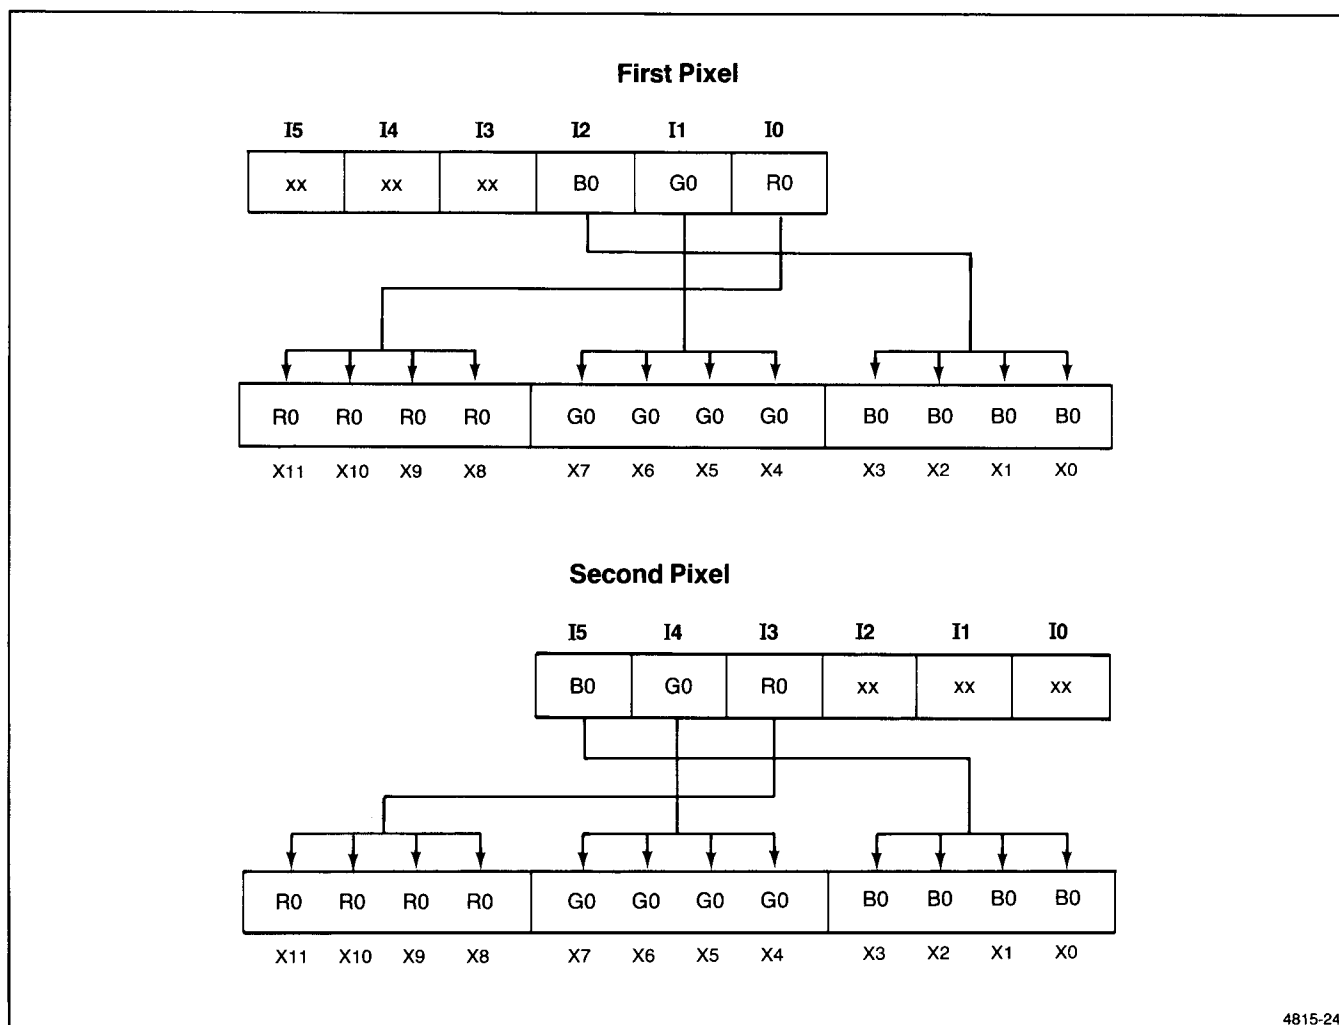 First Pixel
I5 I4 I3 I2 I1 I0
xx xx xx B0 G0 R0
R0 R0 R0 R0 G0 G0 G0 G0 B0 B0 B0 B0
X11 X10 X9 X8 X7 X6 X5 X4 X3 X2 X1 X0
Second Pixel
I5 I4 I3 I2 I1 I0
B0 G0 R0 xx xx xx
R0 R0 R0 R0 G0 G0 G0 G0 B0 B0 B0 B0
X11 X10 X9 X8 X7 X6 X5 X4 X3 X2 X1 X0
4815-24